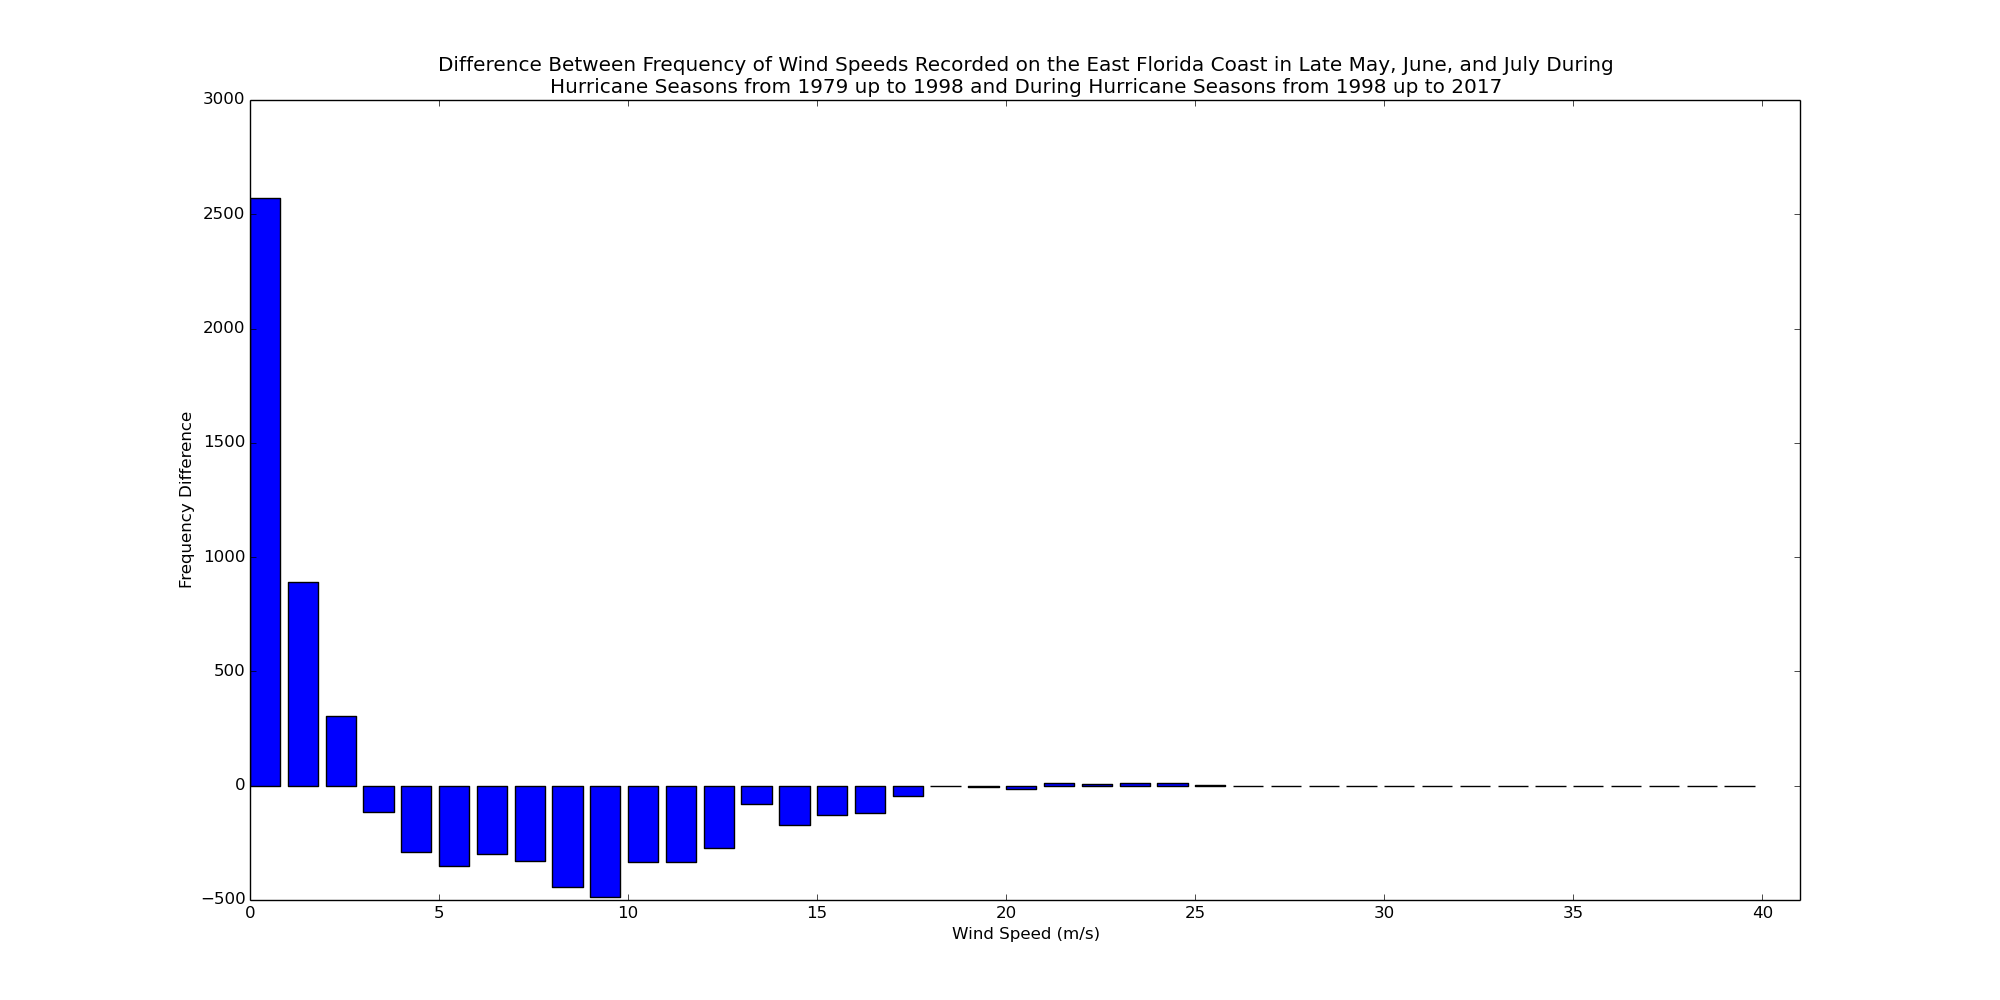 Difference Between Frequency of Wind Speeds Recorded on the East Florida Coast in Late May, June, and July During
Hurricane Seasons from 1979 up to 1998 and During Hurricane Seasons from 1998 up to 2017
3000
2500
2000
1500
1000
500
0
−500
Frequency Difference
0 5 10 15 20 25 30 35 40
Wind Speed (m/s)